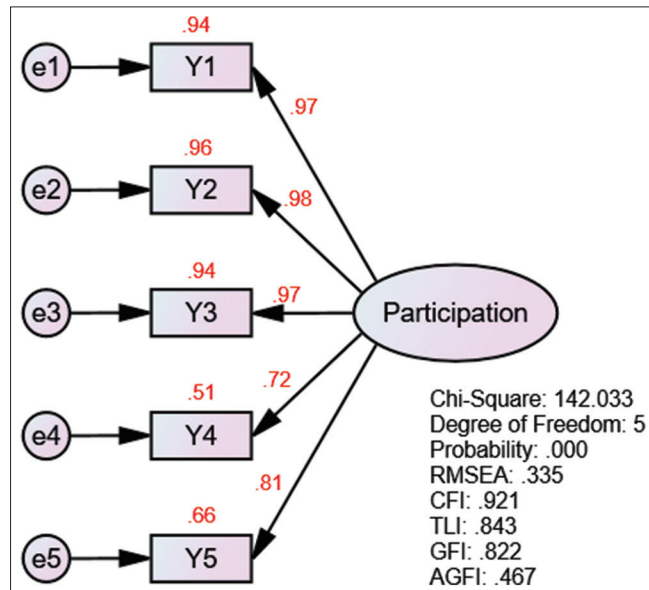 .94
e1
Y1
.97
.96
e2
Y2
.98
.94
e3
Y3
.97
Participation
.51
e4
Y4
.72
.66
e5
Y5
.81
Chi-Square: 142.033
Degree of Freedom: 5
Probability: .000
RMSEA: .335
CFI: .921
TLI: .843
GFI: .822
AGFI: .467